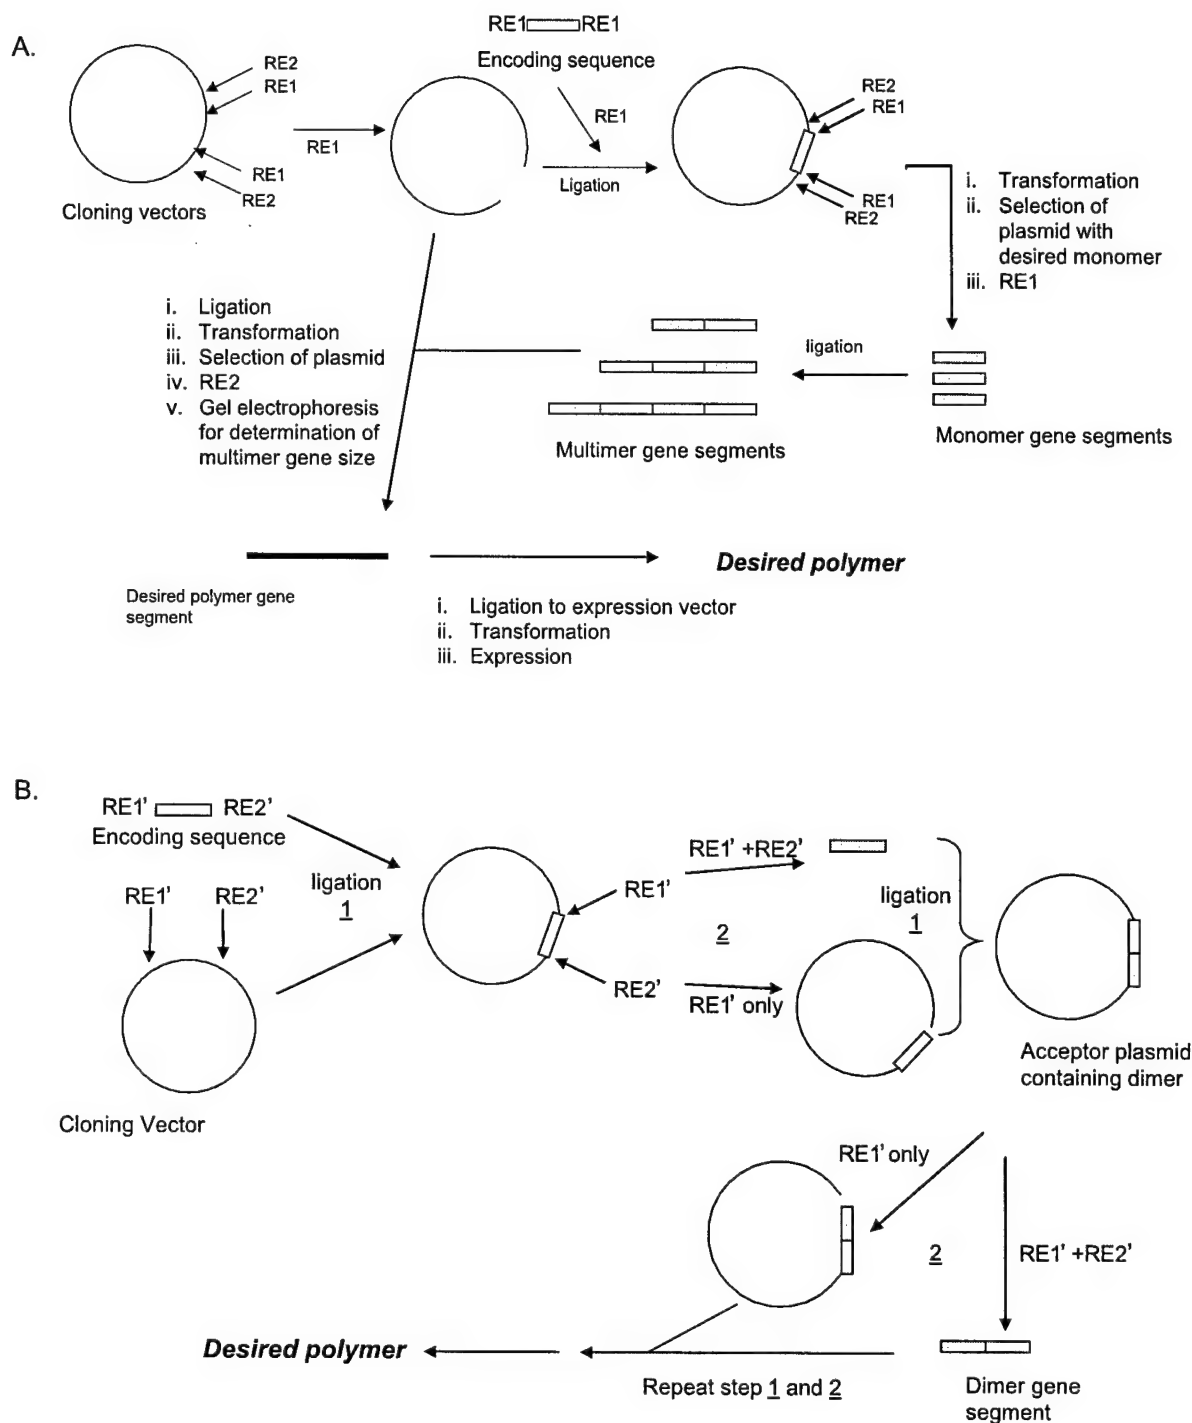 A.
RE1 RE1
Encoding sequence
RE2
RE1
RE1
RE2
Cloning vectors
RE1
RE1
Ligation
RE2
RE1
RE1
RE2
i. Transformation
ii. Selection of
plasmid with
desired monomer
iii. RE1
i. Ligation
ii. Transformation
iii. Selection of plasmid
iv. RE2
v. Gel electrophoresis
for determination of
multimer gene size
ligation
Multimer gene segments
Monomer gene segments
Desired polymer gene
segment
Desired polymer
i. Ligation to expression vector
ii. Transformation
iii. Expression
B.
RE1' RE2'
Encoding sequence
RE1' RE2'
ligation
1
Cloning Vector
RE1'
RE2'
RE1' +RE2'
2
RE1' only
ligation
1
Acceptor plasmid
containing dimer
RE1' only
2
RE1' +RE2'
Desired polymer
Repeat step 1 and 2
Dimer gene
segment